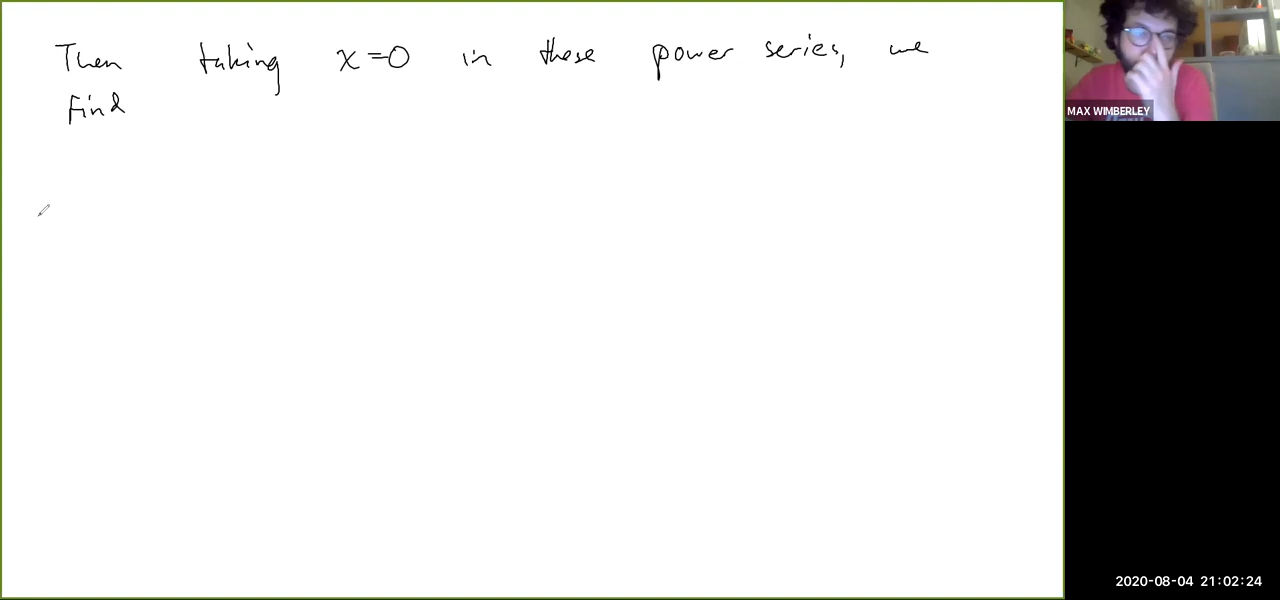 Then taking x=0 in these power series, we
find
MAX WIMBERLEY
2020-08-04 21:02:24